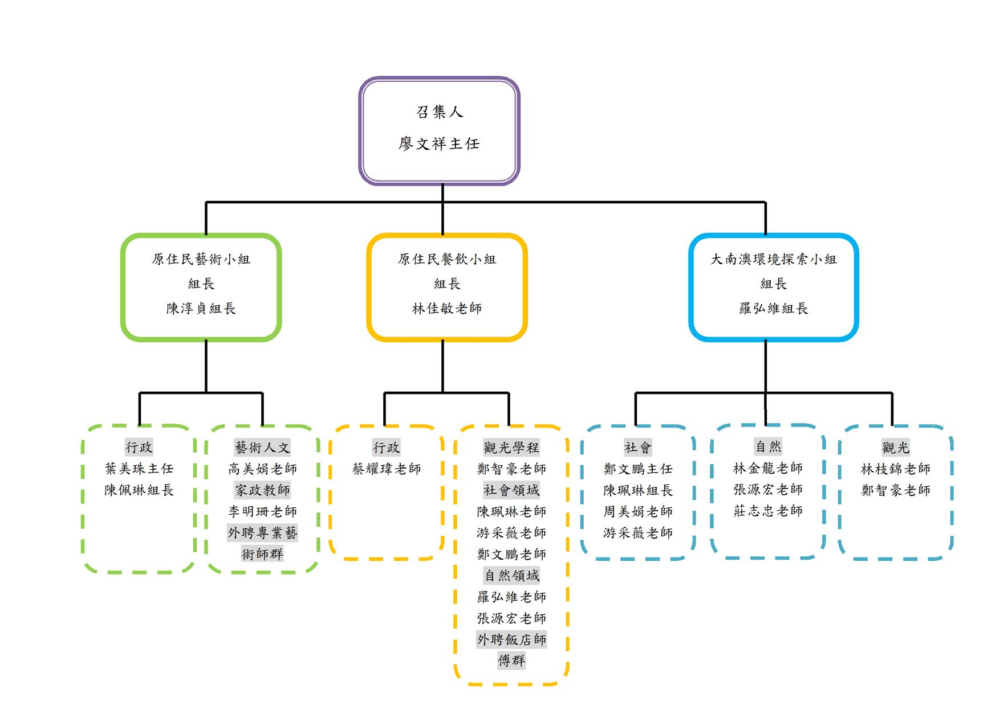 召集人
廖文祥主任
原住民藝術小組
組長
陳淳貞組長
原住民餐飲小組
組長
林佳敏老師
大南澳環境探索小組
組長
羅弘維組長
行政
葉美珠主任
陳佩琳組長
藝術人文
高美娟老師
家政教師
李明珊老師
外聘專業藝
術師群
行政
蔡耀瑋老師
觀光學程
鄭智豪老師
社會領域
陳珮琳老師
游采薇老師
鄭文鵬老師
自然領域
羅弘維老師
張源宏老師
外聘飯店師
傅群
社會
鄭文鵬主任
陳珮琳組長
周美娟老師
游采薇老師
自然
林金龍老師
張源宏老師
莊志忠老師
觀光
林枝錦老師
鄭智豪老師